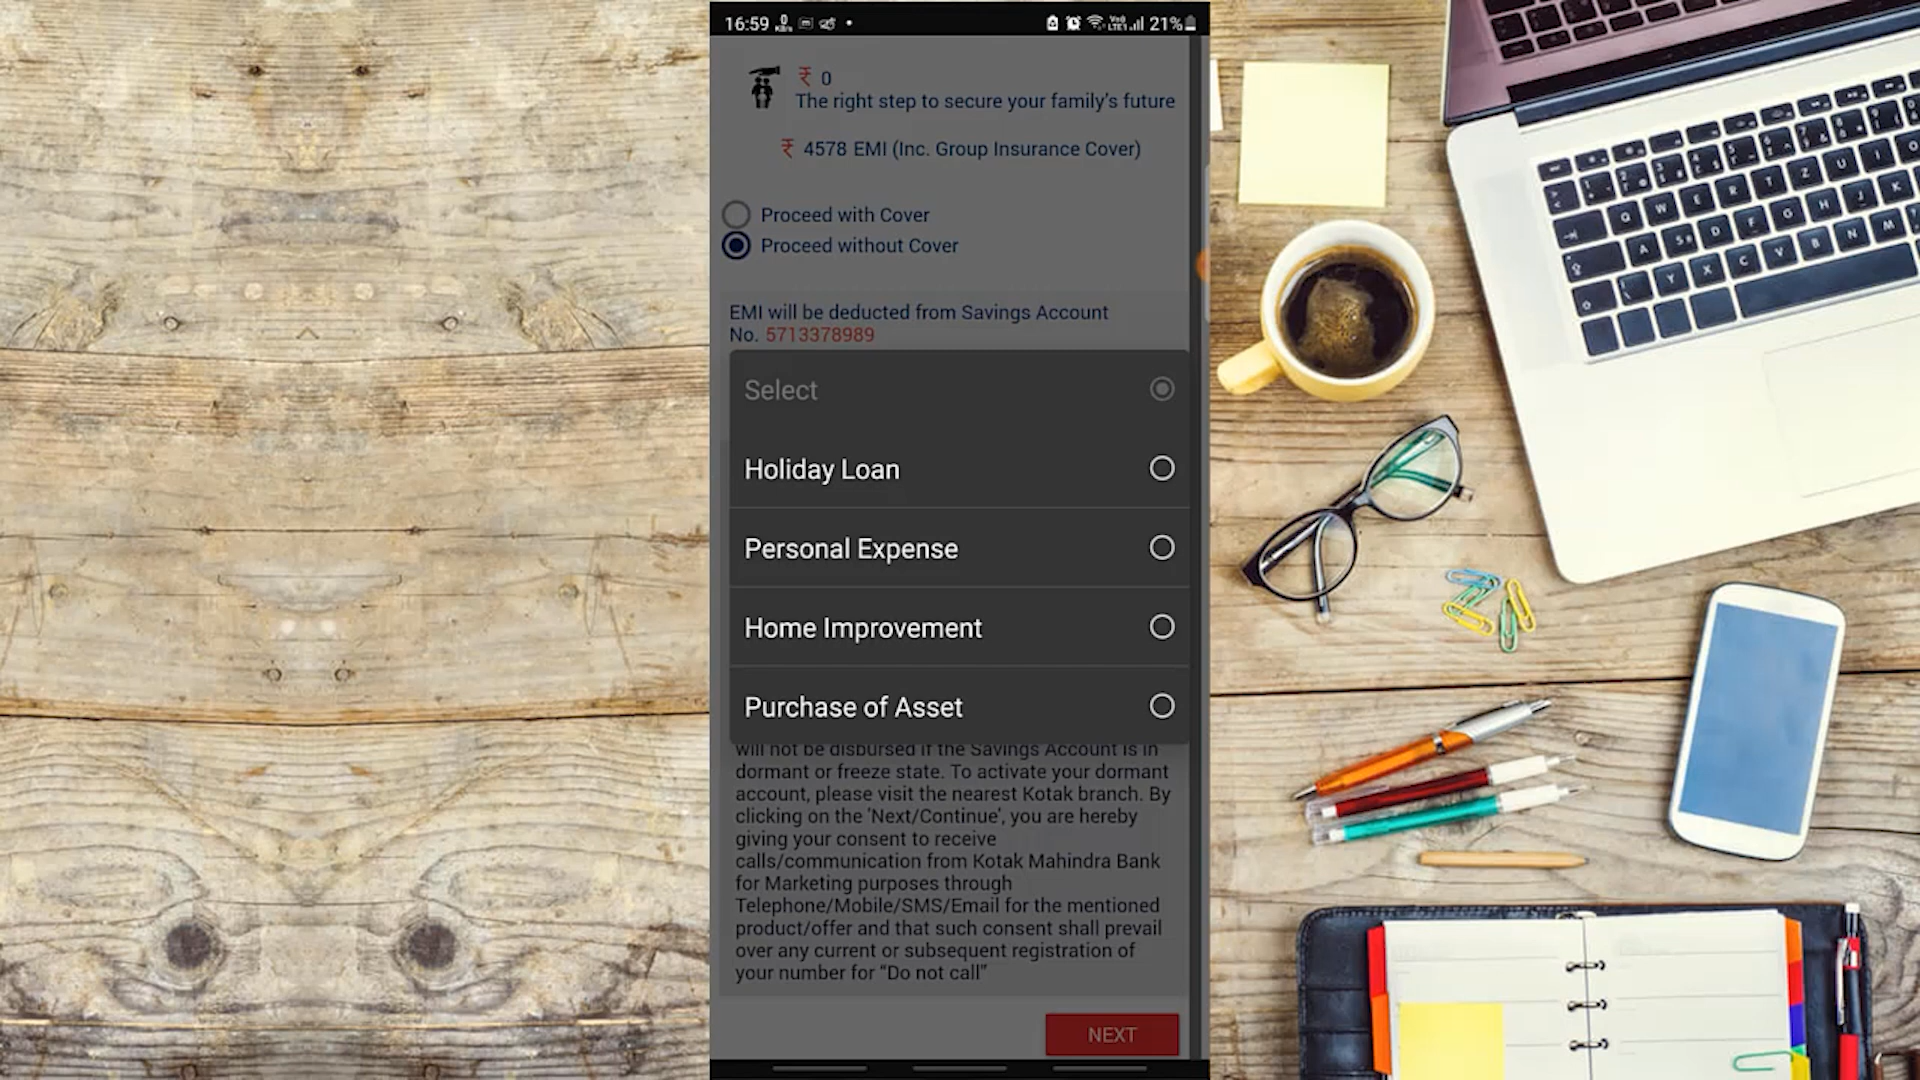 16:59
21%
₹ 0
The right step to secure your family's future
₹ 4578 EMI (Inc. Group Insurance Cover)
Proceed with Cover
Proceed without Cover
EMI will be deducted from Savings Account
No. 5713378989
Select
Holiday Loan
Personal Expense
Home Improvement
Purchase of Asset
will not be disbursed if the Savings Account is in
dormant or freeze state. To activate your dormant
account, please visit the nearest Kotak branch. By
clicking on the 'Next/Continue', you are hereby
giving your consent to receive
calls/communication from Kotak Mahindra Bank
for Marketing purposes through
Telephone/Mobile/SMS/Email for the mentioned
product/offer and that such consent shall prevail
over any current or subsequent registration of
your number for “Do not call”
NEXT